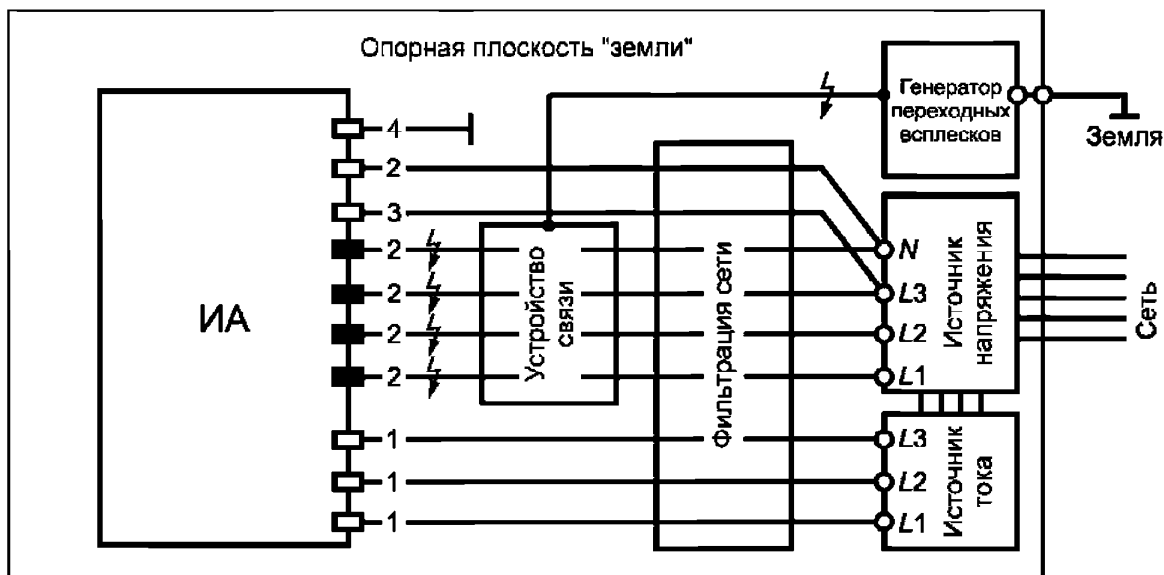 Опорная плоскость "земли"
Генератор
переходных
всплесков
Земля
ИА
4
2
3
2
2
2
2
1
1
1
Устройство
связи
Фильтрация сети
N
L3
L2
L1
Источник
напряжения
Сеть
L3
L2
L1
Источник
тока